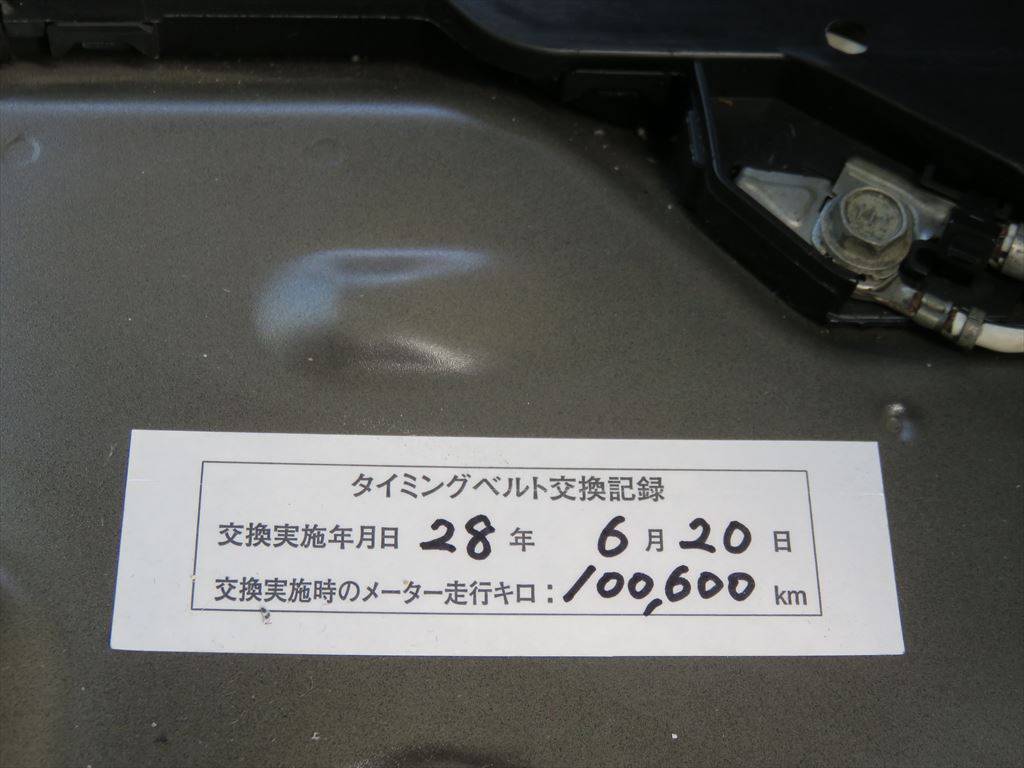 タイミングベルト交換記録
交換実施年月日 28 年 6 月 20 日
交換実施時のメーター走行キロ：100,600 km